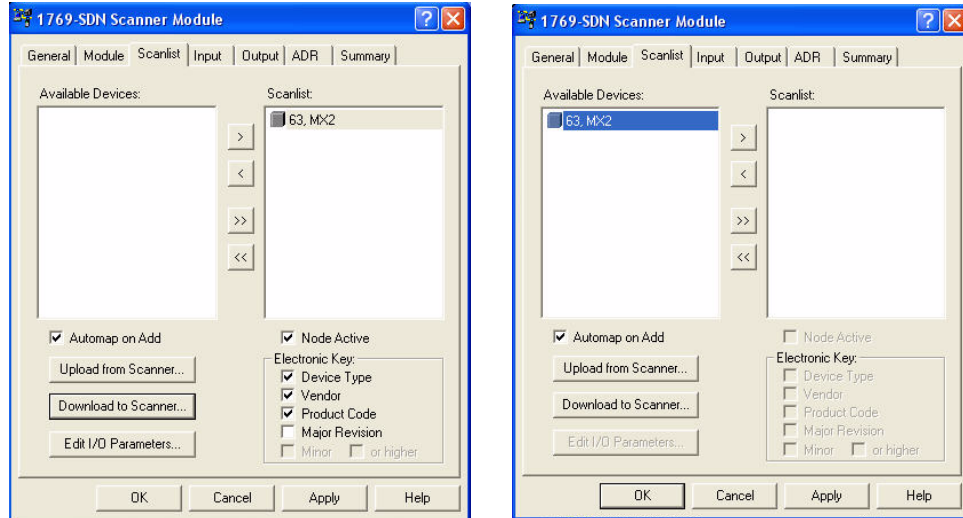 1769-SDN Scanner Module
General Module Scanlist Input Output ADR Summary
Available Devices: Scanlist:
63, MX2
>
<
>>
<<
Automap on Add Node Active
Upload from Scanner... Electronic Key:
Device Type
Vendor
Download to Scanner... Product Code
Major Revision
Edit I/O Parameters... Minor or higher
OK Cancel Apply Help
1769-SDN Scanner Module
General Module Scanlist Input Output ADR Summary
Available Devices: Scanlist:
63, MX2
>
<
>>
<<
Automap on Add Node Active
Upload from Scanner... Electronic Key:
Device Type
Vendor
Download to Scanner... Product Code
Major Revision
Edit I/O Parameters... Minor or higher
OK Cancel Apply Help